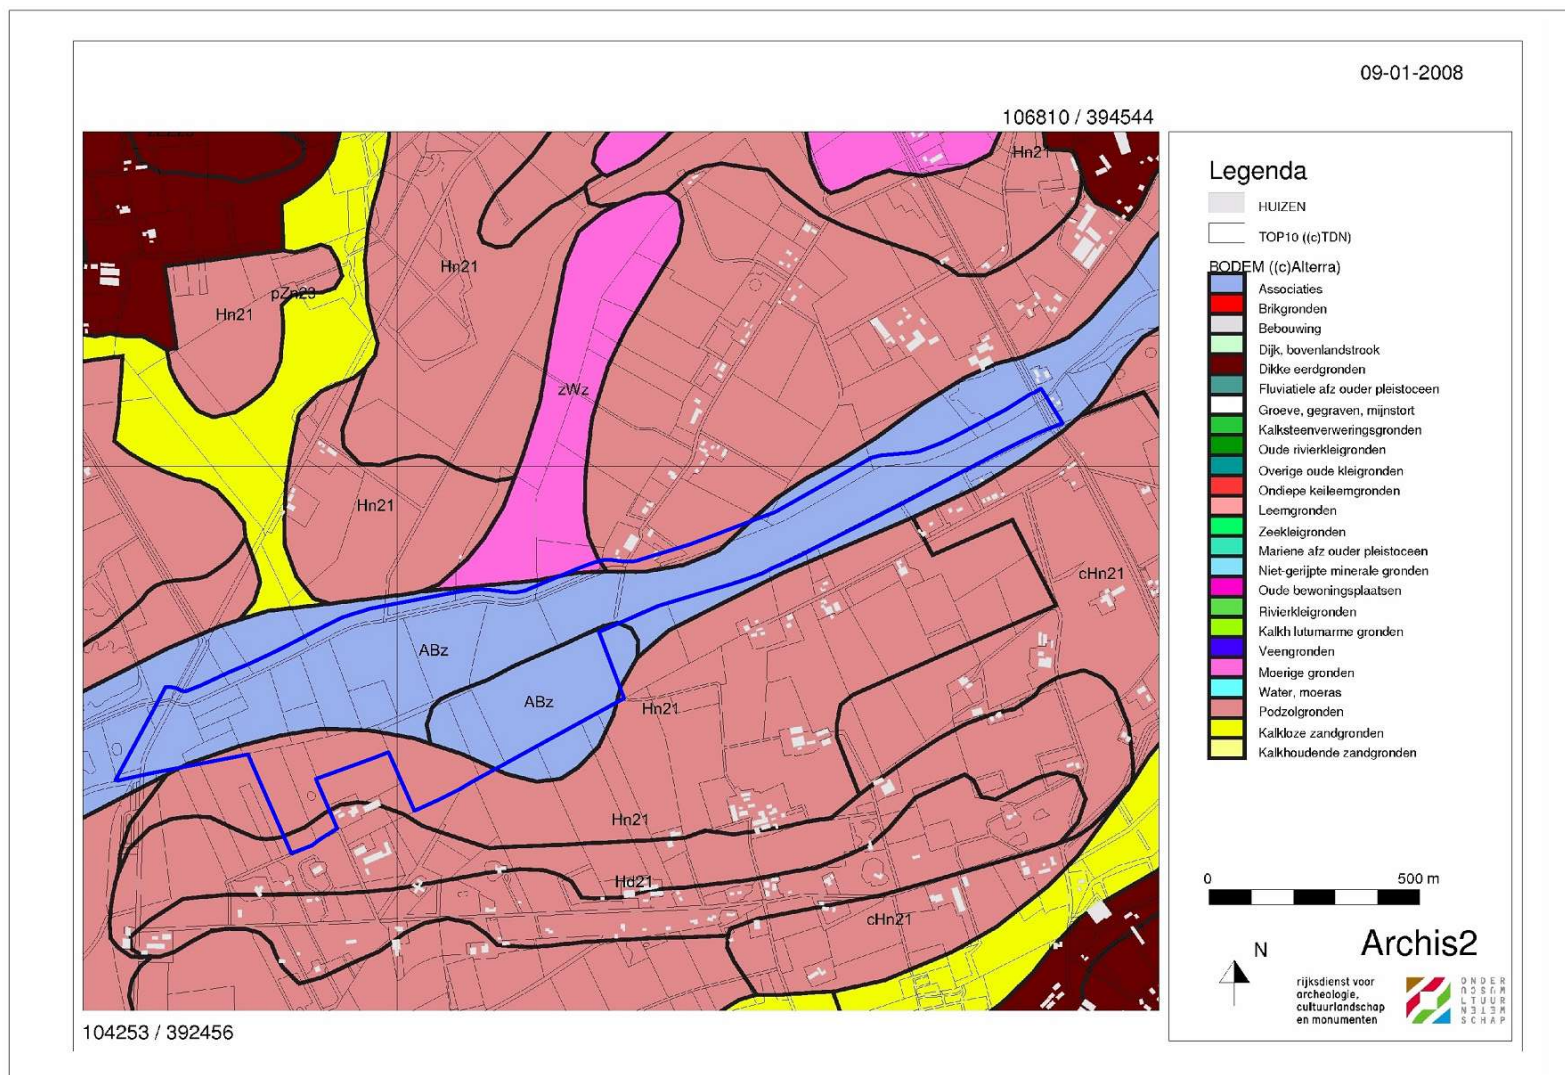 09-01-2008
106810 / 394544
Hn21
Hn21
pZn23
Hn21
zWz
Hn21
cHn21
ABz
ABz
Hn21
Hn21
Hd21
cHn21
104253 / 392456
Legenda
HUIZEN
TOP10 ((c)TDN)
BODEM ((c)Alterra)
Associaties
Brikgronden
Bebouwing
Dijk, bovenlandstrook
Dikke eerdgronden
Fluviatiele afz ouder pleistoceen
Groeve, gegraven, mijnstort
Kalksteenverweringsgronden
Oude rivierkleigronden
Overige oude kleigronden
Ondiepe keileemgronden
Leemgronden
Zeekleigronden
Mariene afz ouder pleistoceen
Niet-gerijpte minerale gronden
Oude bewoningsplaatsen
Rivierkleigronden
Kalkh lutumarme gronden
Veengronden
Moerige gronden
Water, moeras
Podzolgronden
Kalkloze zandgronden
Kalkhoudende zandgronden
0 500 m
N
Archis2
rijksdienst voor
archeologie,
cultuurlandschap
en monumenten
ONDER
LTUUR
SCHAP